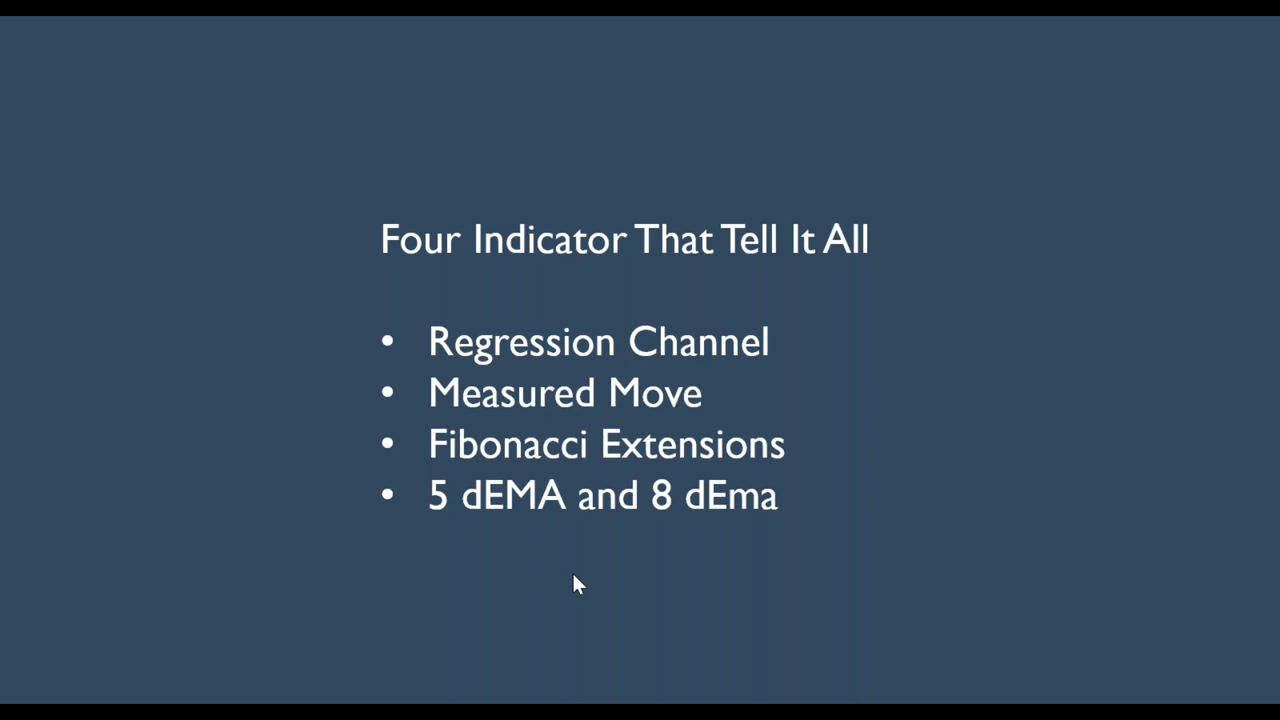 Four Indicator That Tell It All
• Regression Channel
• Measured Move
• Fibonacci Extensions
• 5 dEMA and 8 dEma